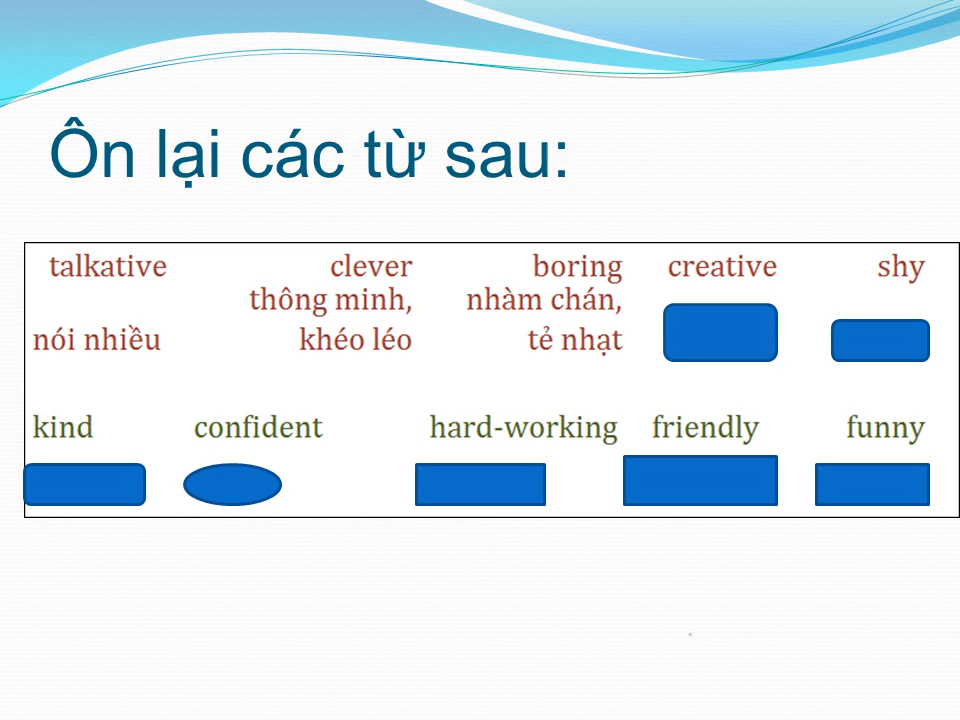 Ôn lại các từ sau:
talkative clever boring creative shy
thông minh, nhàm chán,
nói nhiều khéo léo tẻ nhạt
kind confident hard-working friendly funny